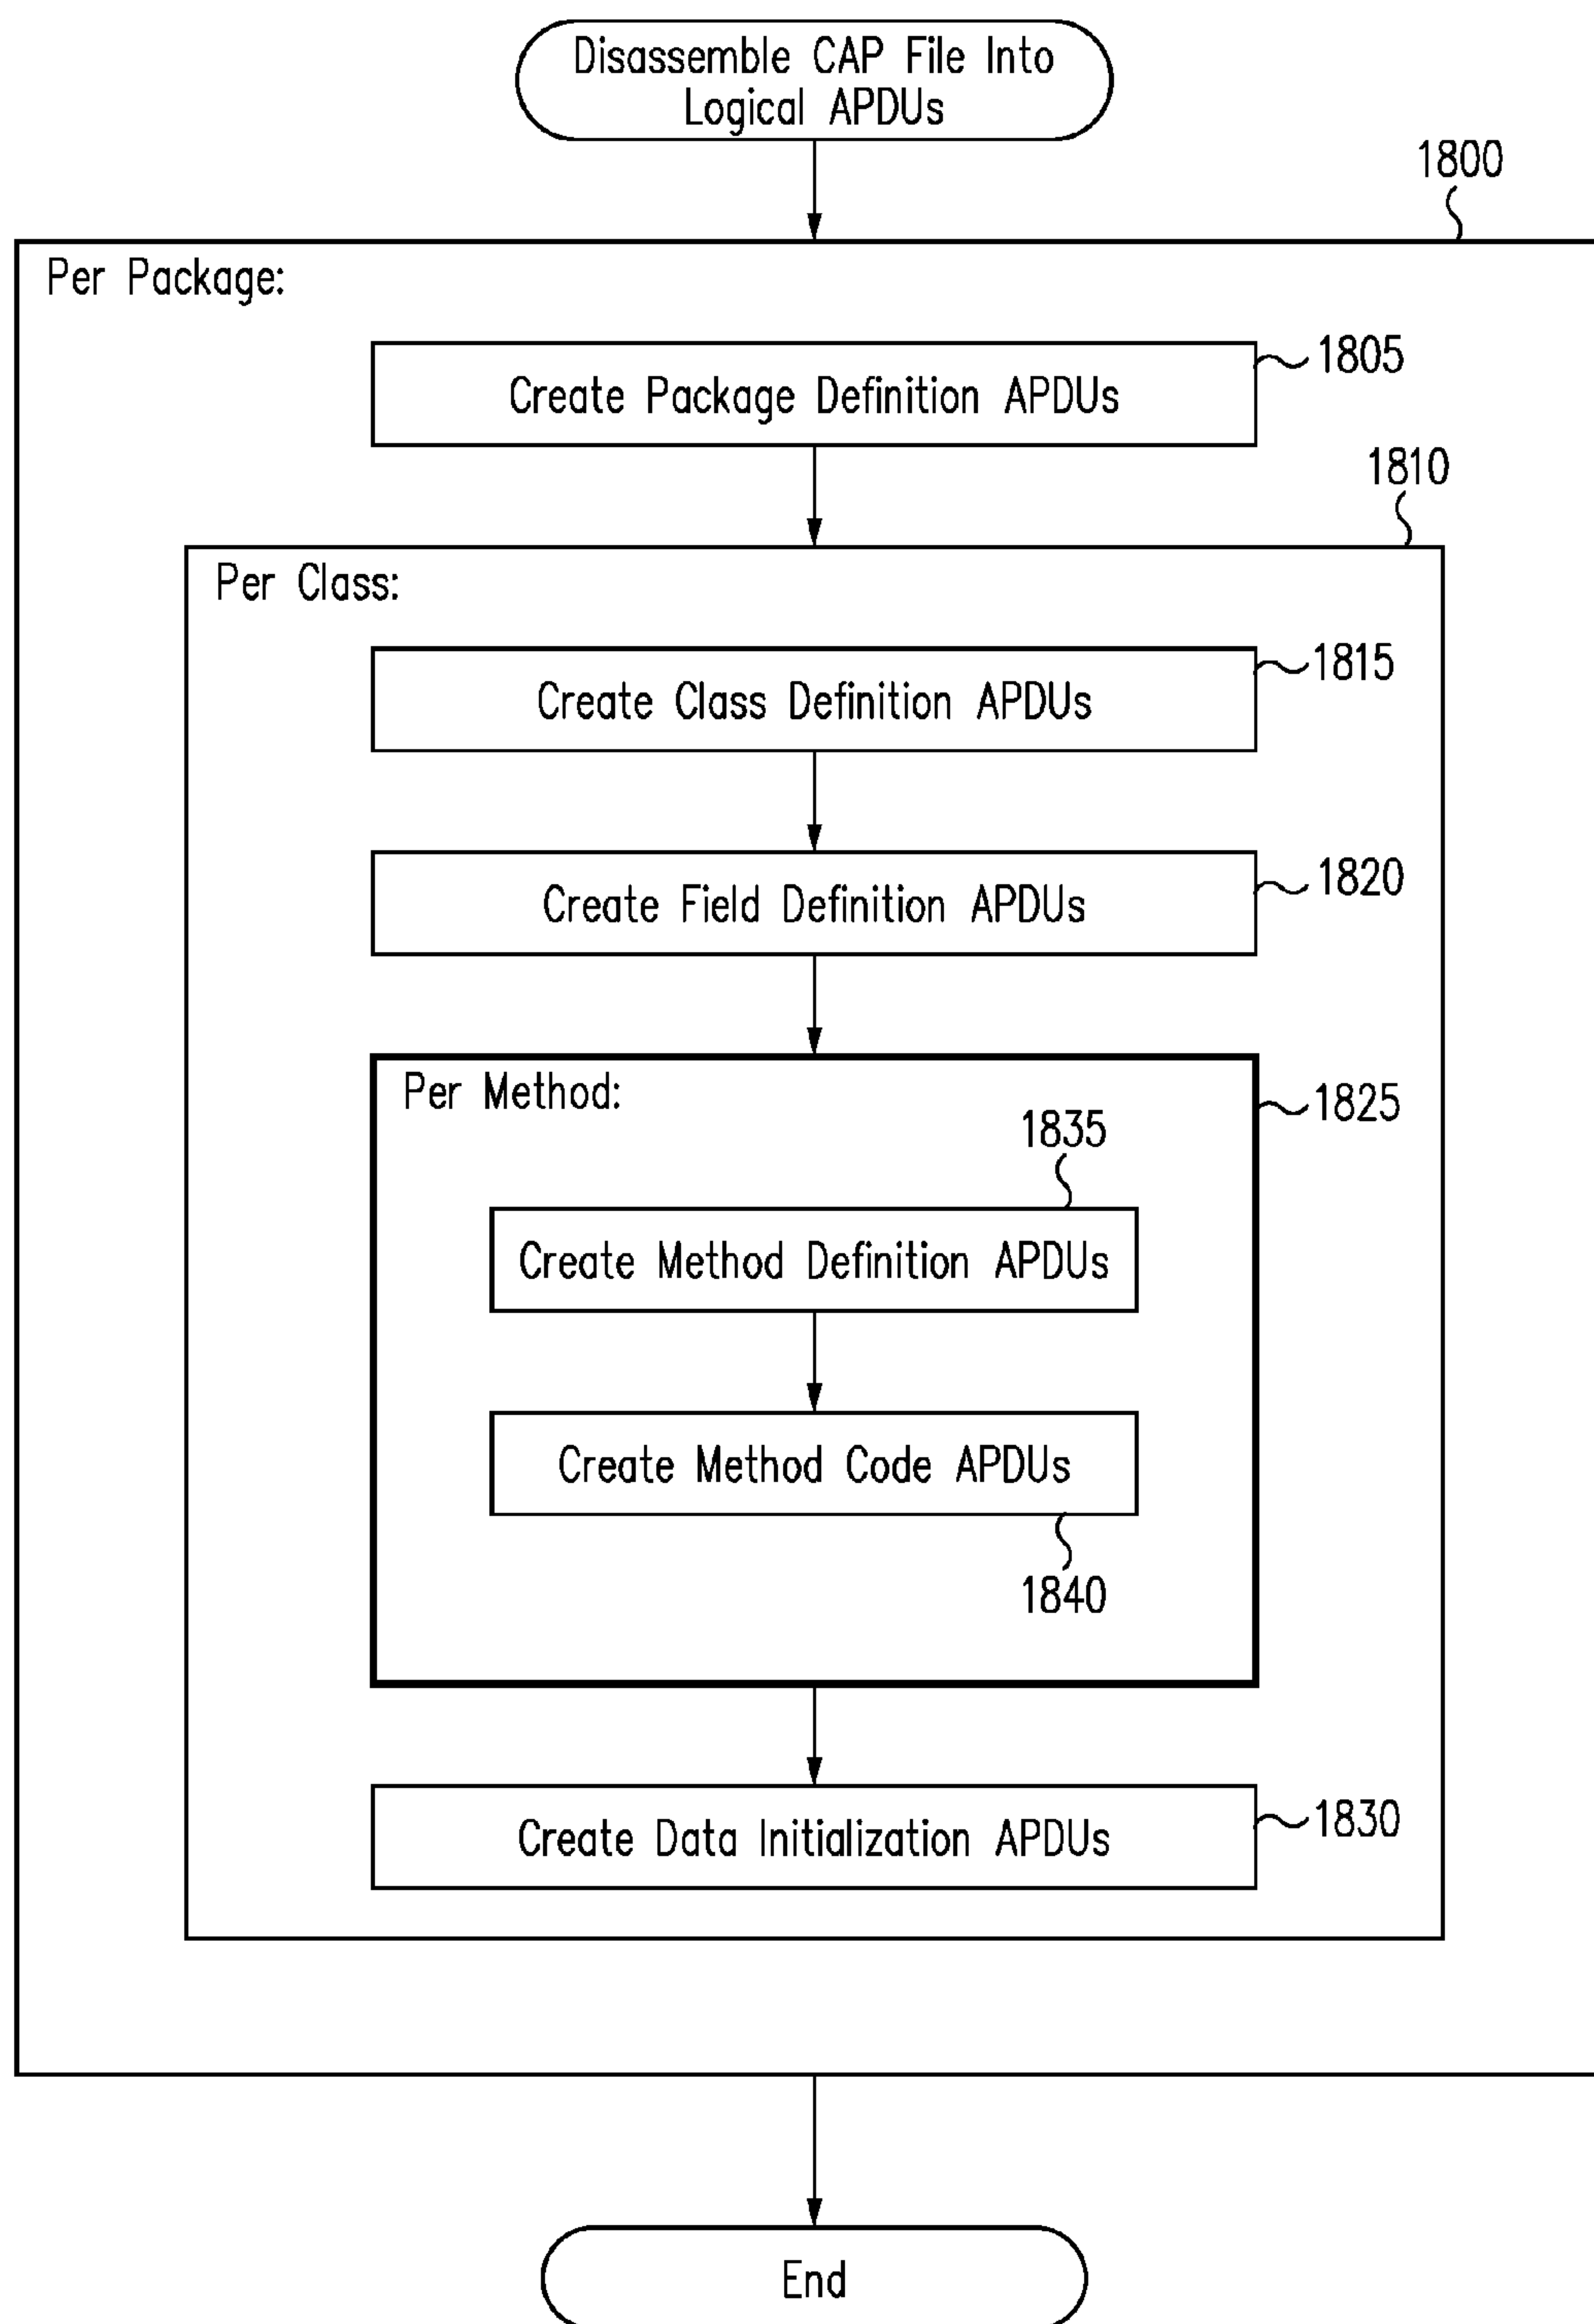 Disassemble CAP File Into
Logical APDUs
1800
Per Package:
1805
Create Package Definition APDUs
1810
Per Class:
1815
Create Class Definition APDUs
1820
Create Field Definition APDUs
Per Method:
1825
1835
Create Method Definition APDUs
Create Method Code APDUs
1840
1830
Create Data Initialization APDUs
End